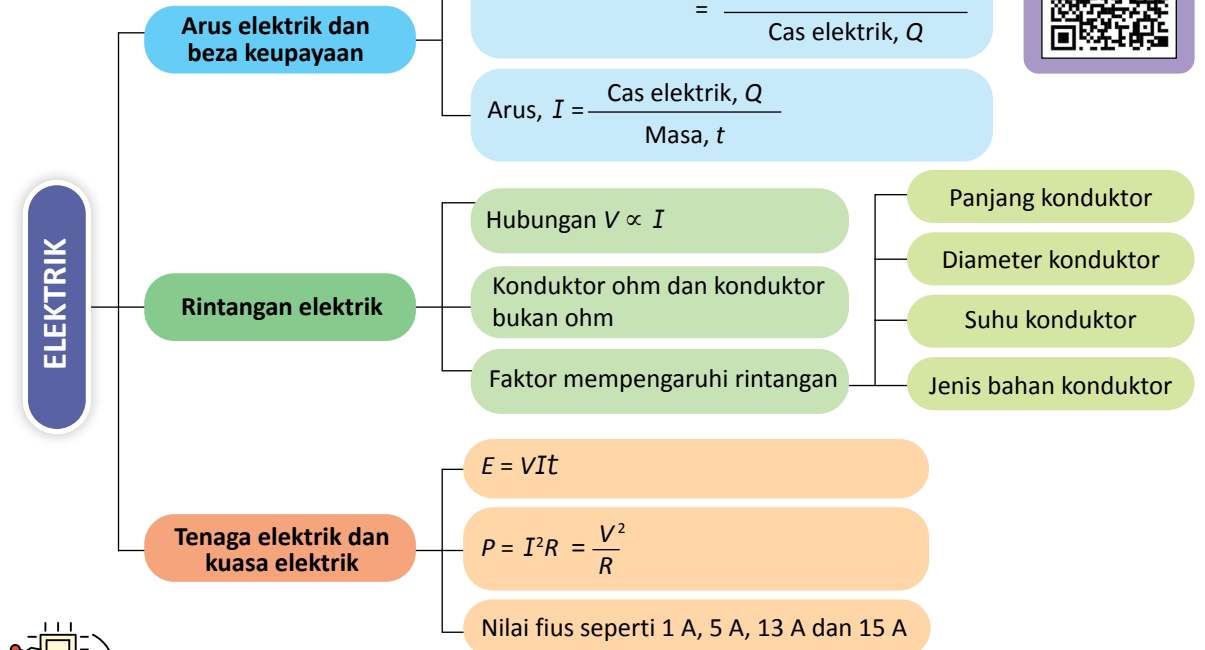 ELEKTRIK
Arus elektrik dan
beza keupayaan
=
Cas elektrik, Q
Arus, I = Cas elektrik, Q
Masa, t
Rintangan elektrik
Hubungan V ∝ I
Konduktor ohm dan konduktor
bukan ohm
Faktor mempengaruhi rintangan
Panjang konduktor
Diameter konduktor
Suhu konduktor
Jenis bahan konduktor
Tenaga elektrik dan
kuasa elektrik
E = VIt
P = I²R = V²
R
Nilai fius seperti 1 A, 5 A, 13 A dan 15 A